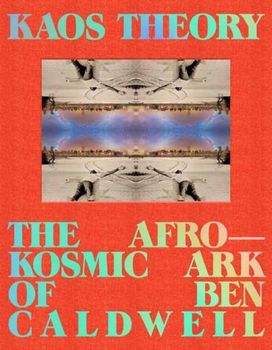 KAOS THEORY
THE AFRO—
KOSMIC ARK
OF BEN
CALDWELL